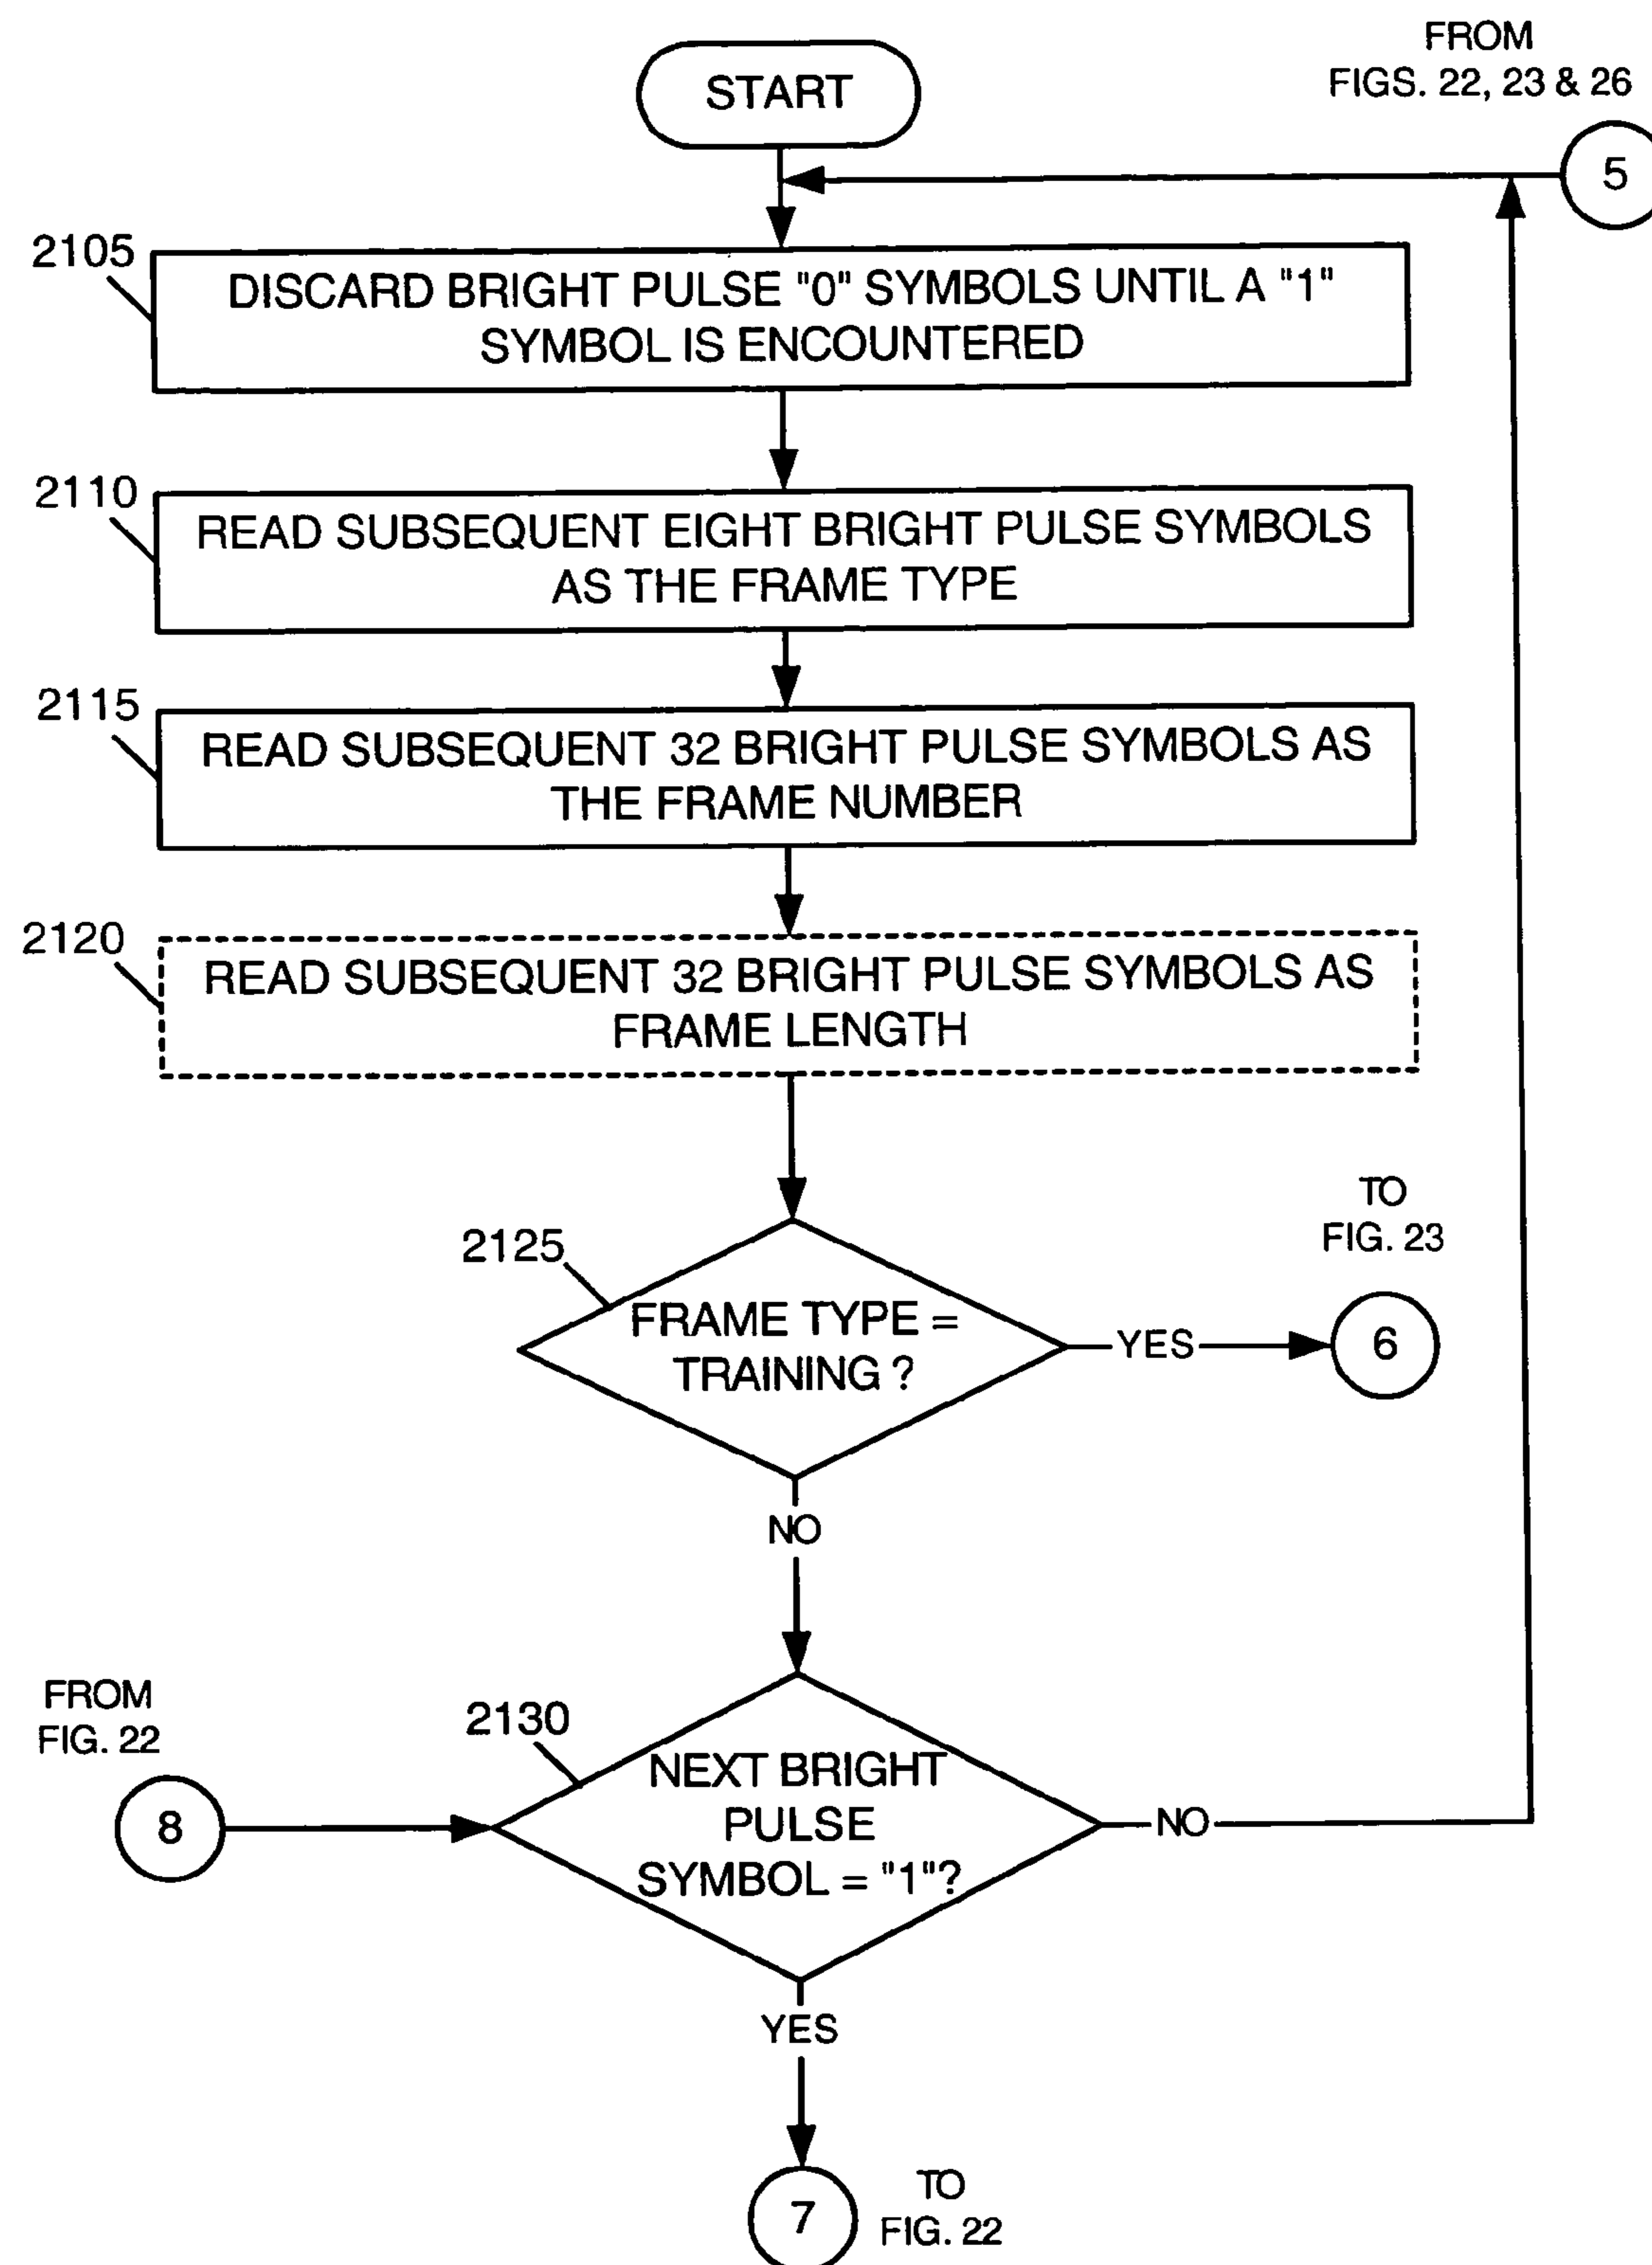 START
FROM
FIGS. 22, 23 & 26
5
2105
DISCARD BRIGHT PULSE "0" SYMBOLS UNTIL A "1"
SYMBOL IS ENCOUNTERED
2110
READ SUBSEQUENT EIGHT BRIGHT PULSE SYMBOLS
AS THE FRAME TYPE
2115
READ SUBSEQUENT 32 BRIGHT PULSE SYMBOLS AS
THE FRAME NUMBER
2120
READ SUBSEQUENT 32 BRIGHT PULSE SYMBOLS AS
FRAME LENGTH
2125
FRAME TYPE =
TRAINING ?
YES
TO
FIG. 23
6
NO
FROM
FIG. 22
8
2130
NEXT BRIGHT
PULSE
SYMBOL = "1"?
NO
YES
7
TO
FIG. 22